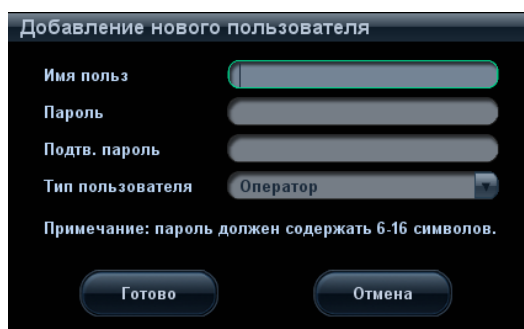 Добавление нового пользователя
Имя польз
Пароль
Подтв. пароль
Тип пользователя Оператор
Примечание: пароль должен содержать 6-16 символов.
Готово Отмена